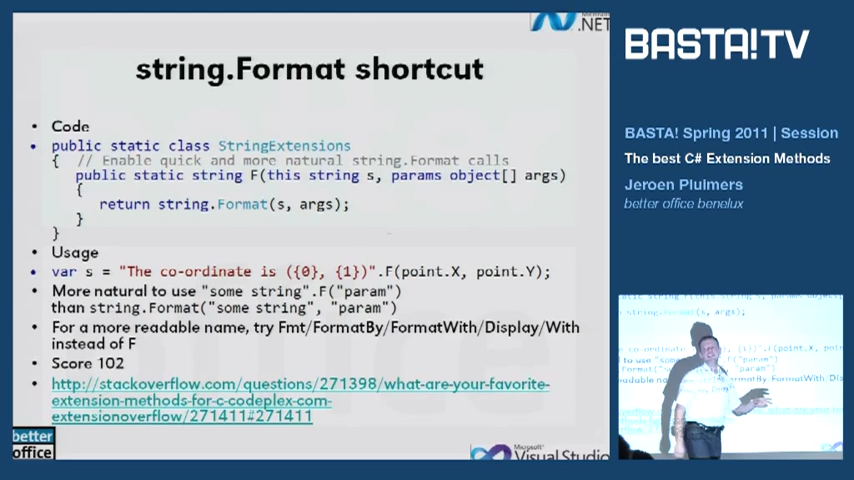 Microsoft
.NET
string.Format shortcut
• Code
• public static class StringExtensions
{ // Enable quick and more natural string.Format calls
public static string F(this string s, params object[] args)
{
return string.Format(s, args);
}
}
• Usage
• var s = "The co-ordinate is ({0}, {1})".F(point.X, point.Y);
• More natural to use "some string".F("param")
than string.Format("some string", "param")
• For a more readable name, try Fmt/FormatBy/FormatWith/Display/With
instead of F
• Score 102
• http://stackoverflow.com/questions/271398/what-are-your-favorite-
extension-methods-for-c-codeplex-com-
extensionoverflow/271411#271411
better
office
Microsoft
Visual Studio
BASTA!TV
BASTA! Spring 2011 | Session
The best C# Extension Methods
Jeroen Pluimers
better office benelux
string.Format(s, args);